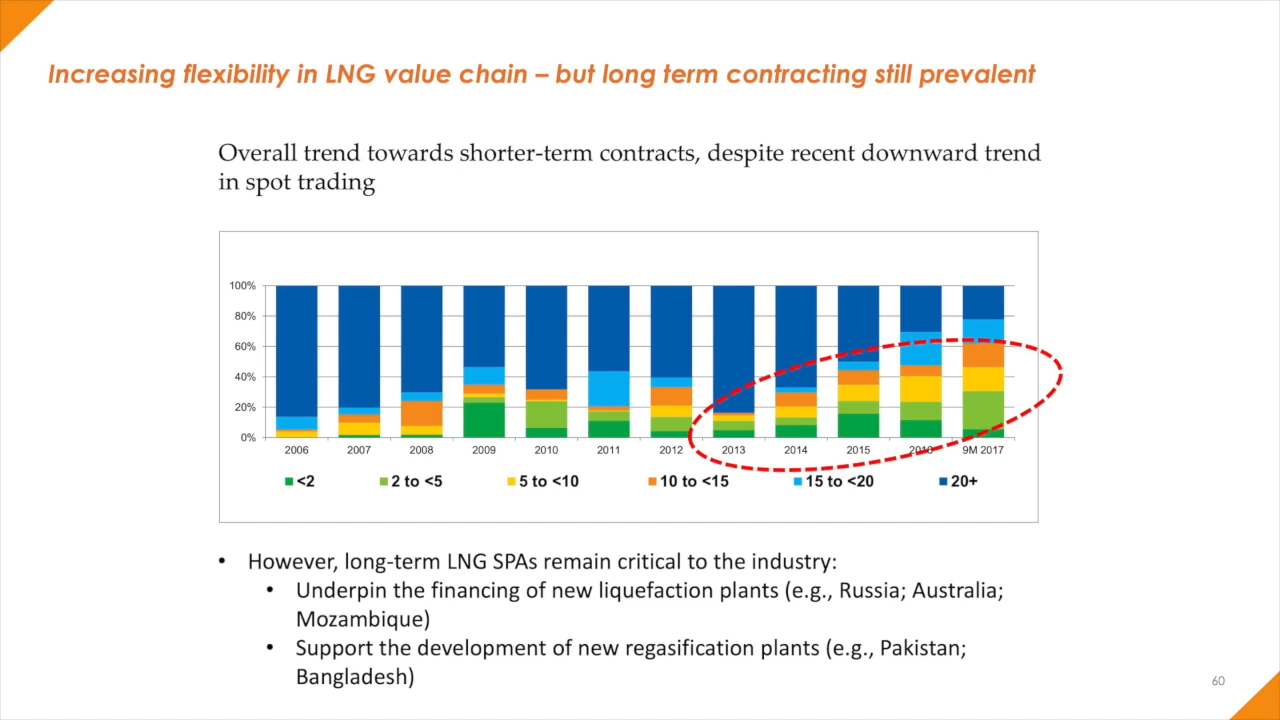 Increasing flexibility in LNG value chain – but long term contracting still prevalent
Overall trend towards shorter-term contracts, despite recent downward trend
in spot trading
100%
80%
60%
40%
20%
0%
2006 2007 2008 2009 2010 2011 2012 2013 2014 2015 2016 9M 2017
<2 2 to <5 5 to <10 10 to <15 15 to <20 20+
• However, long-term LNG SPAs remain critical to the industry:
• Underpin the financing of new liquefaction plants (e.g., Russia; Australia;
Mozambique)
• Support the development of new regasification plants (e.g., Pakistan;
Bangladesh)
60